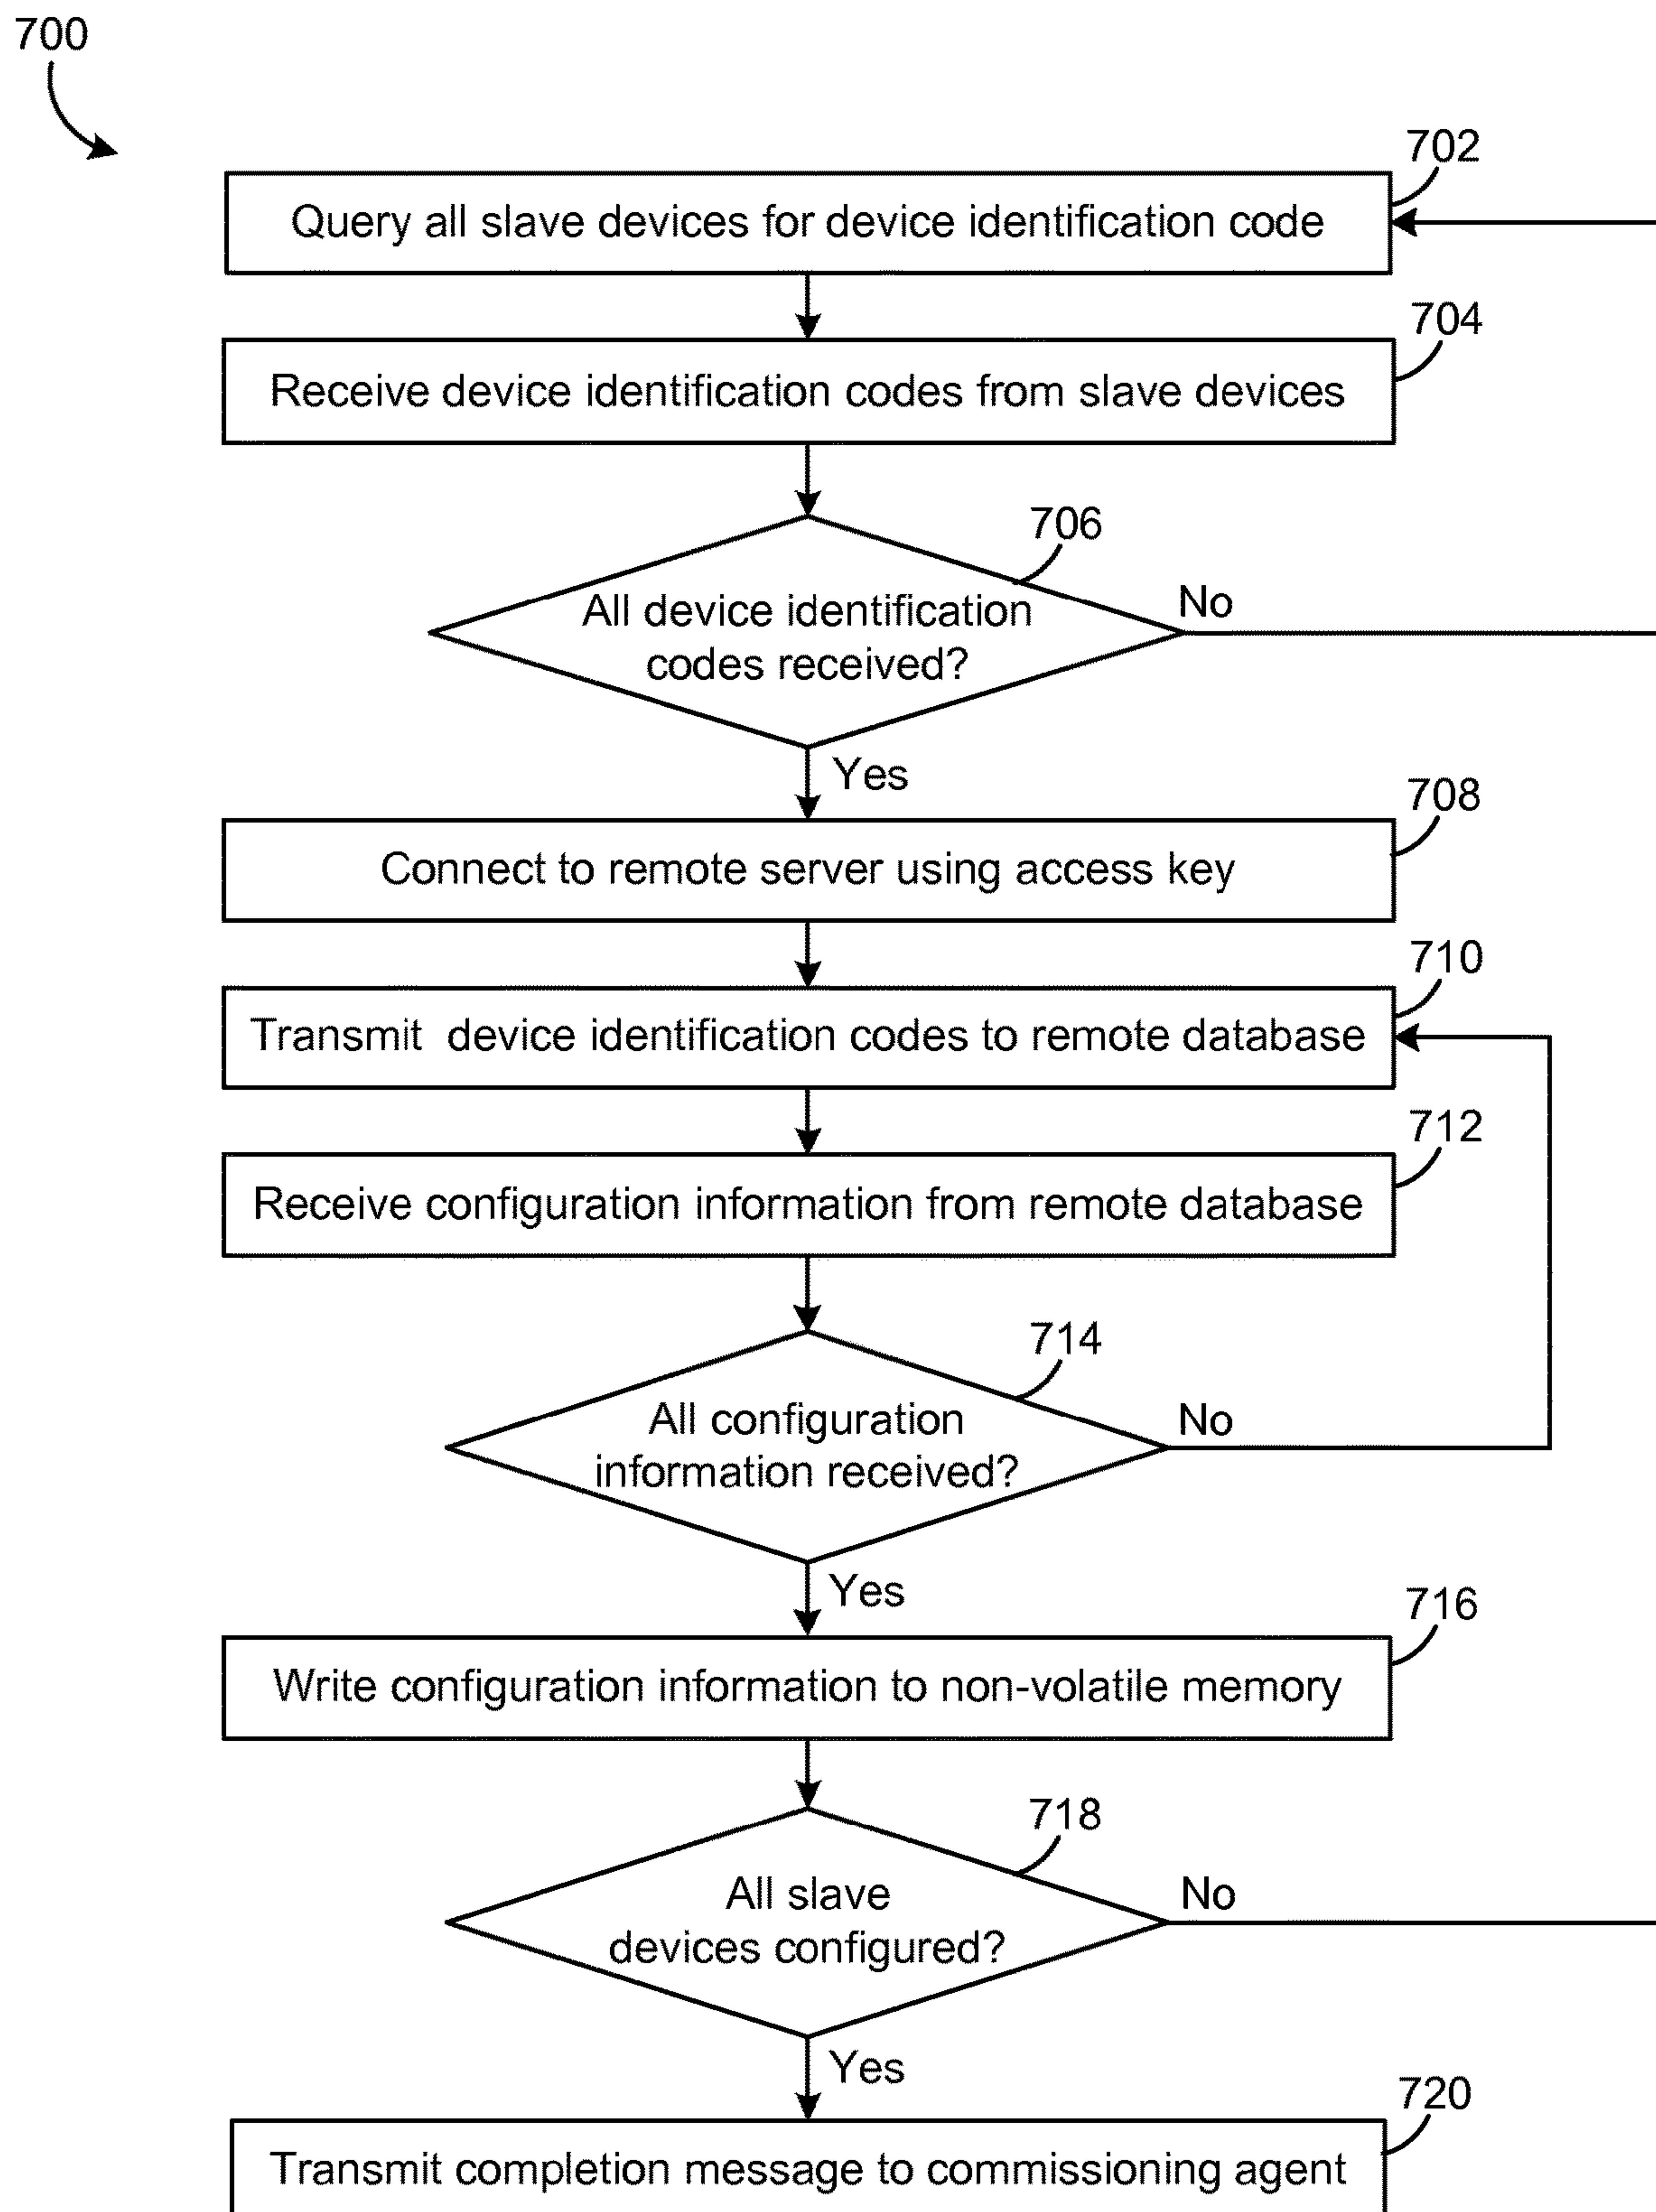 700
702
Query all slave devices for device identification code
704
Receive device identification codes from slave devices
706
All device identification
codes received?
No
Yes
708
Connect to remote server using access key
710
Transmit device identification codes to remote database
712
Receive configuration information from remote database
714
All configuration
information received?
No
Yes
716
Write configuration information to non-volatile memory
718
All slave
devices configured?
No
Yes
720
Transmit completion message to commissioning agent